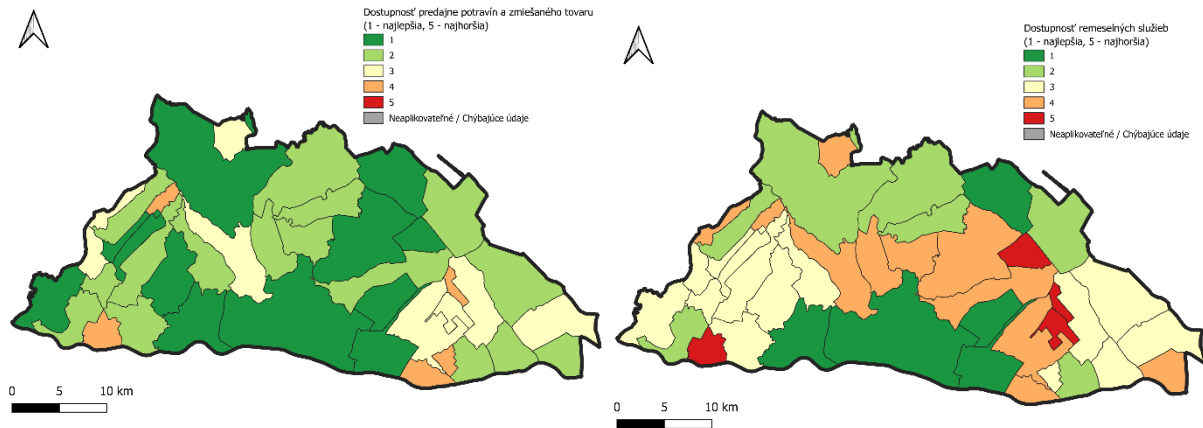 Dostupnosť predajne potravín a zmiešaného tovaru
(1 - najlepšia, 5 - najhoršia)
1
2
3
4
5
Neaplikovateľné / Chýbajúce údaje
0 5 10 km
Dostupnosť remeselných služieb
(1 - najlepšia, 5 - najhoršia)
1
2
3
4
5
Neaplikovateľné / Chýbajúce údaje
0 5 10 km